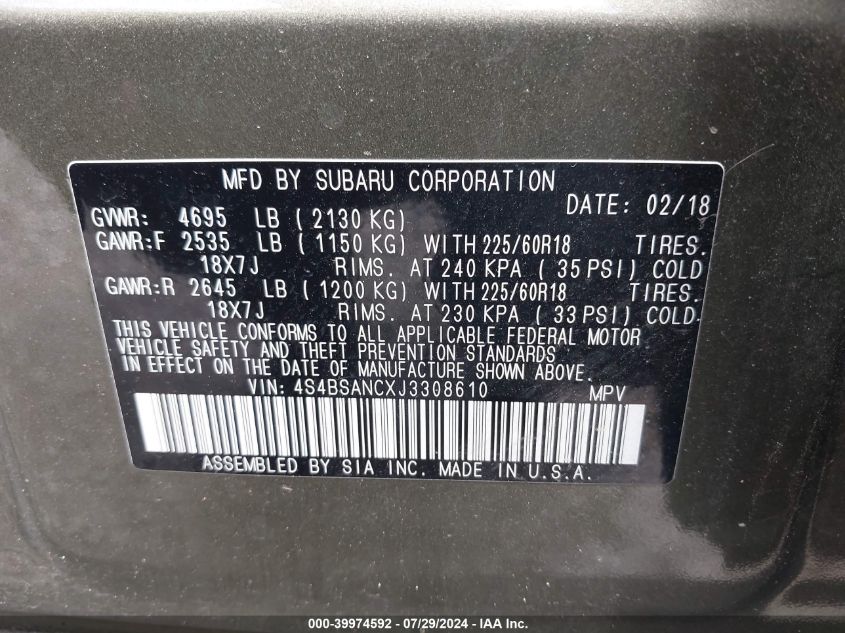 MFD BY SUBARU CORPORATION
DATE: 02/18
GVWR: 4695 LB ( 2130 KG)
GAWR:F 2535 LB ( 1150 KG) WITH 225/60R18 TIRES.
18X7J RIMS. AT 240 KPA ( 35 PSI) COLD
GAWR:R 2645 LB ( 1200 KG) WITH 225/60R18 TIRES.
18X7J RIMS. AT 230 KPA ( 33 PSI) COLD.
THIS VEHICLE CONFORMS TO ALL APPLICABLE FEDERAL MOTOR
VEHICLE SAFETY AND THEFT PREVENTION STANDARDS
IN EFFECT ON THE DATE OF MANUFACTURE SHOWN ABOVE.
VIN: 4S4BSANCXJ3308610 MPV
ASSEMBLED BY SIA INC. MADE IN U.S.A.
000-39974592 - 07/29/2024 - IAA Inc.